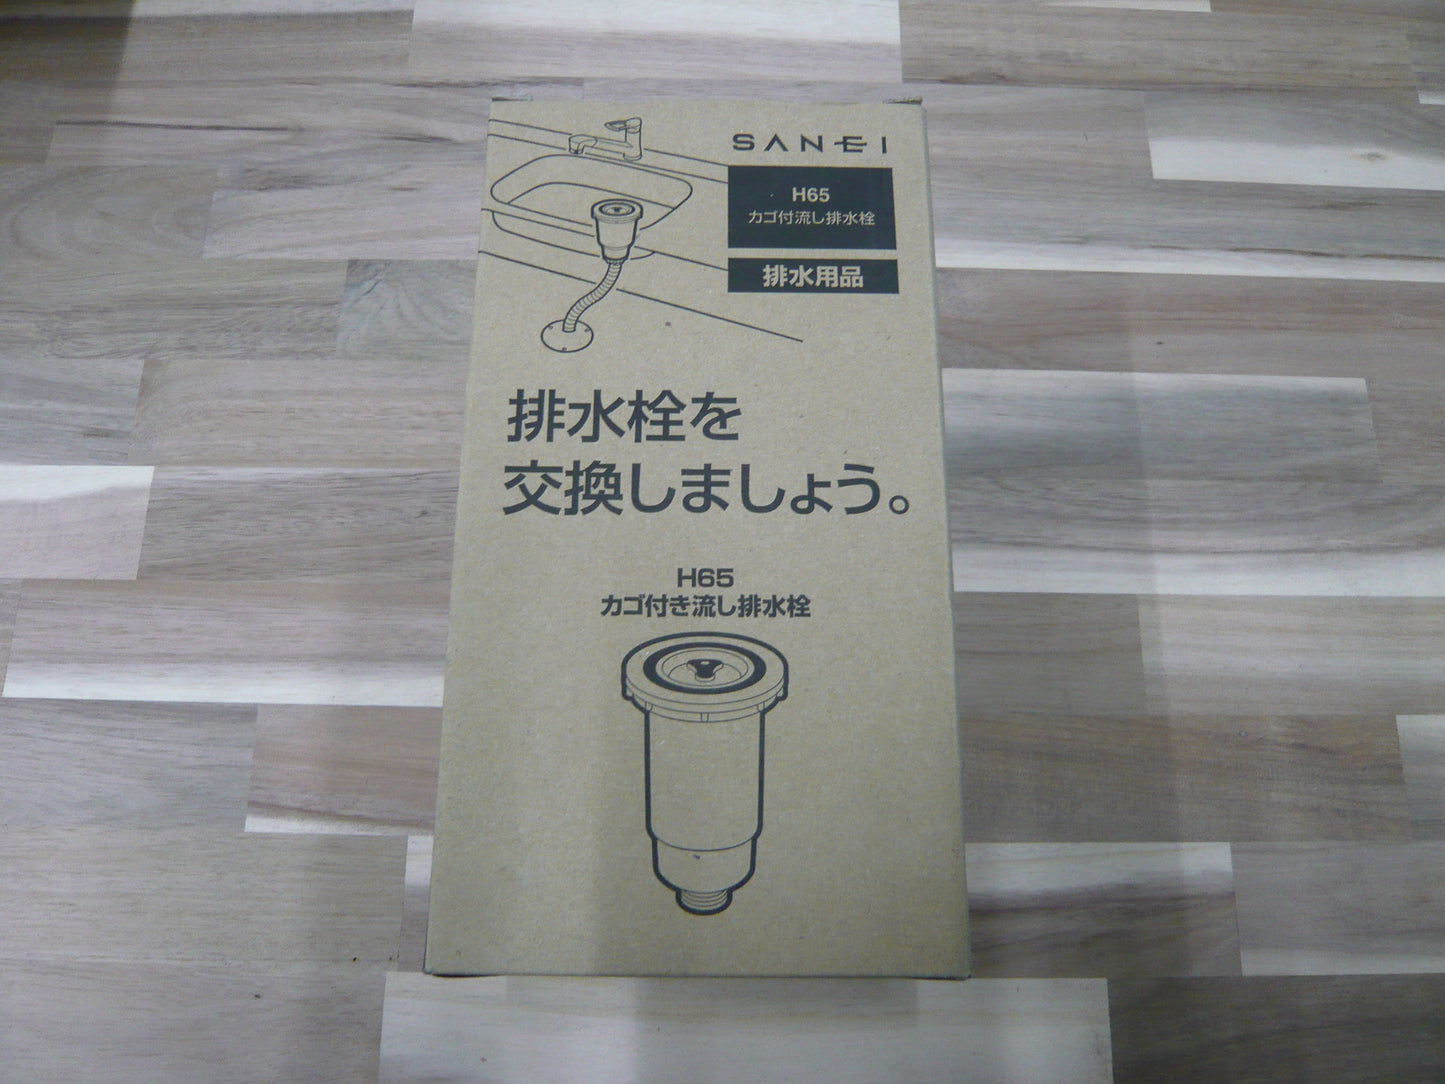 SANEI
H65
カゴ付流し排水栓
排水用品
排水栓を
交換しましょう。
H65
カゴ付き流し排水栓